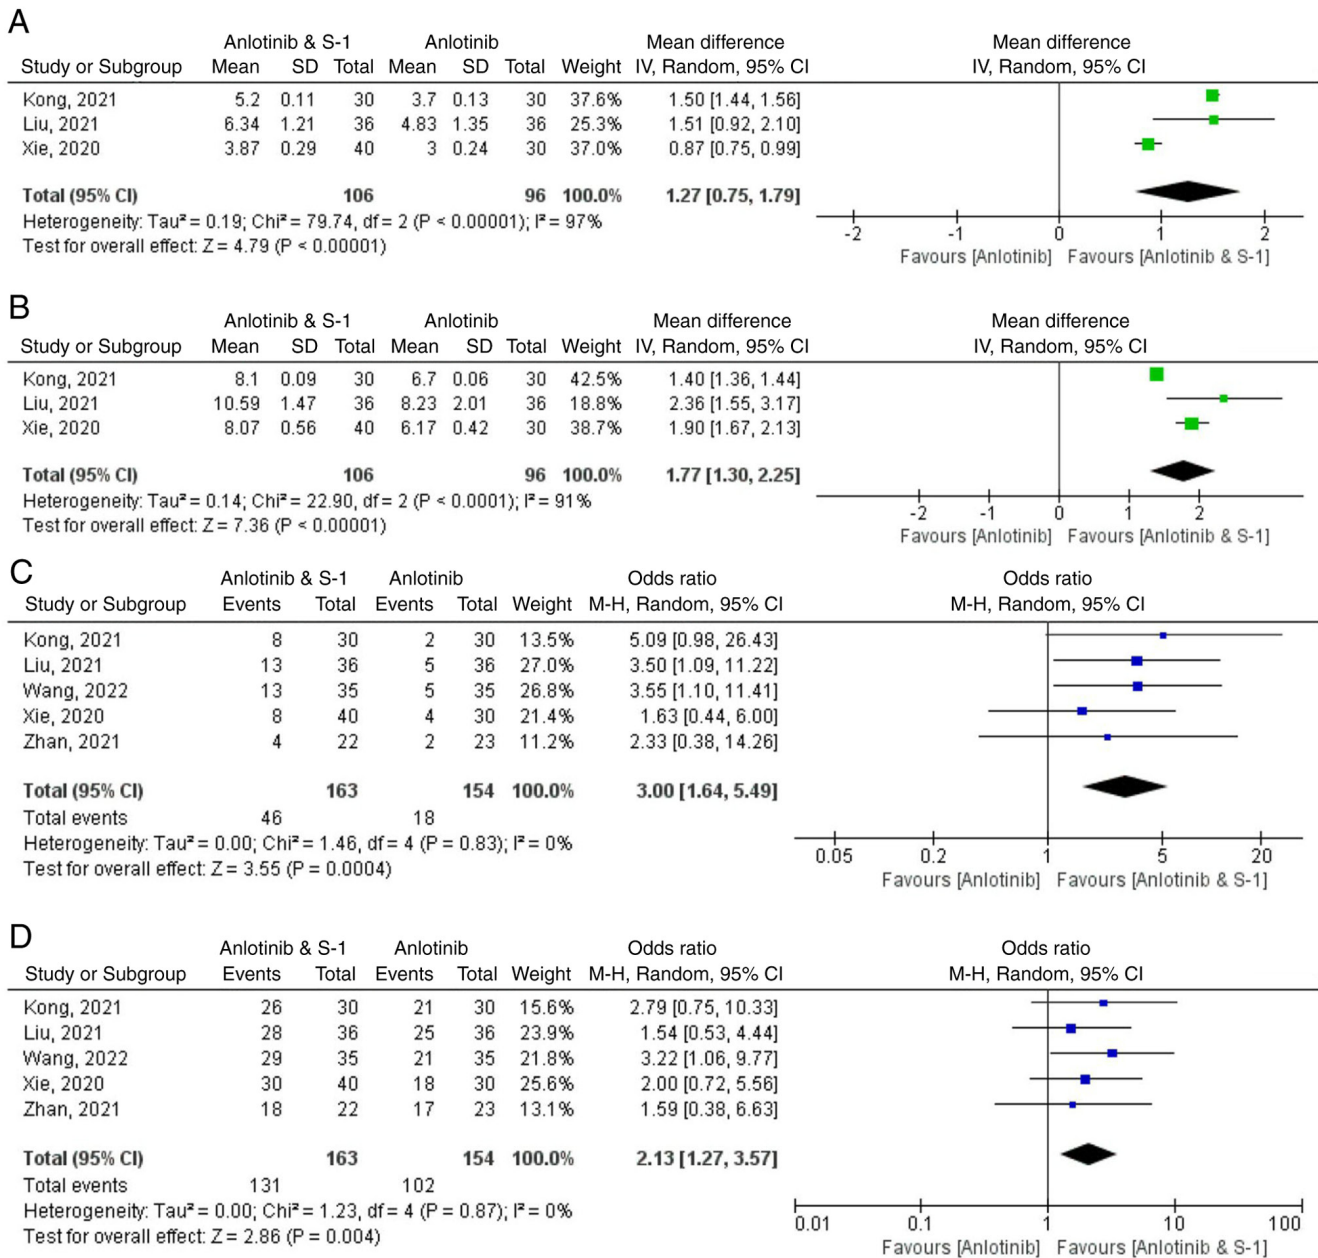 A
Anlotinib & S-1 Anlotinib Mean difference Mean difference
Study or Subgroup Mean SD Total Mean SD Total Weight IV, Random, 95% CI IV, Random, 95% CI
Kong, 2021 5.2 0.11 30 3.7 0.13 30 37.6% 1.50 [1.44, 1.56]
Liu, 2021 6.34 1.21 36 4.83 1.35 36 25.3% 1.51 [0.92, 2.10]
Xie, 2020 3.87 0.29 40 3 0.24 30 37.0% 0.87 [0.75, 0.99]
Total (95% CI) 106 96 100.0% 1.27 [0.75, 1.79]
Heterogeneity: Tau² = 0.19; Chi² = 79.74, df = 2 (P < 0.00001); I² = 97%
Test for overall effect: Z = 4.79 (P < 0.00001)
-2 -1 0 1 2
Favours [Anlotinib] Favours [Anlotinib & S-1]
B
Anlotinib & S-1 Anlotinib Mean difference Mean difference
Study or Subgroup Mean SD Total Mean SD Total Weight IV, Random, 95% CI IV, Random, 95% CI
Kong, 2021 8.1 0.09 30 6.7 0.06 30 42.5% 1.40 [1.36, 1.44]
Liu, 2021 10.59 1.47 36 8.23 2.01 36 18.8% 2.36 [1.55, 3.17]
Xie, 2020 8.07 0.56 40 6.17 0.42 30 38.7% 1.90 [1.67, 2.13]
Total (95% CI) 106 96 100.0% 1.77 [1.30, 2.25]
Heterogeneity: Tau² = 0.14; Chi² = 22.90, df = 2 (P < 0.0001); I² = 91%
Test for overall effect: Z = 7.36 (P < 0.00001)
-2 -1 0 1 2
Favours [Anlotinib] Favours [Anlotinib & S-1]
C
Anlotinib & S-1 Anlotinib Odds ratio Odds ratio
Study or Subgroup Events Total Events Total Weight M-H, Random, 95% CI M-H, Random, 95% CI
Kong, 2021 8 30 2 30 13.5% 5.09 [0.98, 26.43]
Liu, 2021 13 36 5 36 27.0% 3.50 [1.09, 11.22]
Wang, 2022 13 35 5 35 26.8% 3.55 [1.10, 11.41]
Xie, 2020 8 40 4 30 21.4% 1.63 [0.44, 6.00]
Zhan, 2021 4 22 2 23 11.2% 2.33 [0.38, 14.26]
Total (95% CI) 163 154 100.0% 3.00 [1.64, 5.49]
Total events 46 18
Heterogeneity: Tau² = 0.00; Chi² = 1.46, df = 4 (P = 0.83); I² = 0%
Test for overall effect: Z = 3.55 (P = 0.0004)
0.05 0.2 1 5 20
Favours [Anlotinib] Favours [Anlotinib & S-1]
D
Anlotinib & S-1 Anlotinib Odds ratio Odds ratio
Study or Subgroup Events Total Events Total Weight M-H, Random, 95% CI M-H, Random, 95% CI
Kong, 2021 26 30 21 30 15.6% 2.79 [0.75, 10.33]
Liu, 2021 28 36 25 36 23.9% 1.54 [0.53, 4.44]
Wang, 2022 29 35 21 35 21.8% 3.22 [1.06, 9.77]
Xie, 2020 30 40 18 30 25.6% 2.00 [0.72, 5.56]
Zhan, 2021 18 22 17 23 13.1% 1.59 [0.38, 6.63]
Total (95% CI) 163 154 100.0% 2.13 [1.27, 3.57]
Total events 131 102
Heterogeneity: Tau² = 0.00; Chi² = 1.23, df = 4 (P = 0.87); I² = 0%
Test for overall effect: Z = 2.86 (P = 0.004)
0.01 0.1 1 10 100
Favours [Anlotinib] Favours [Anlotinib & S-1]